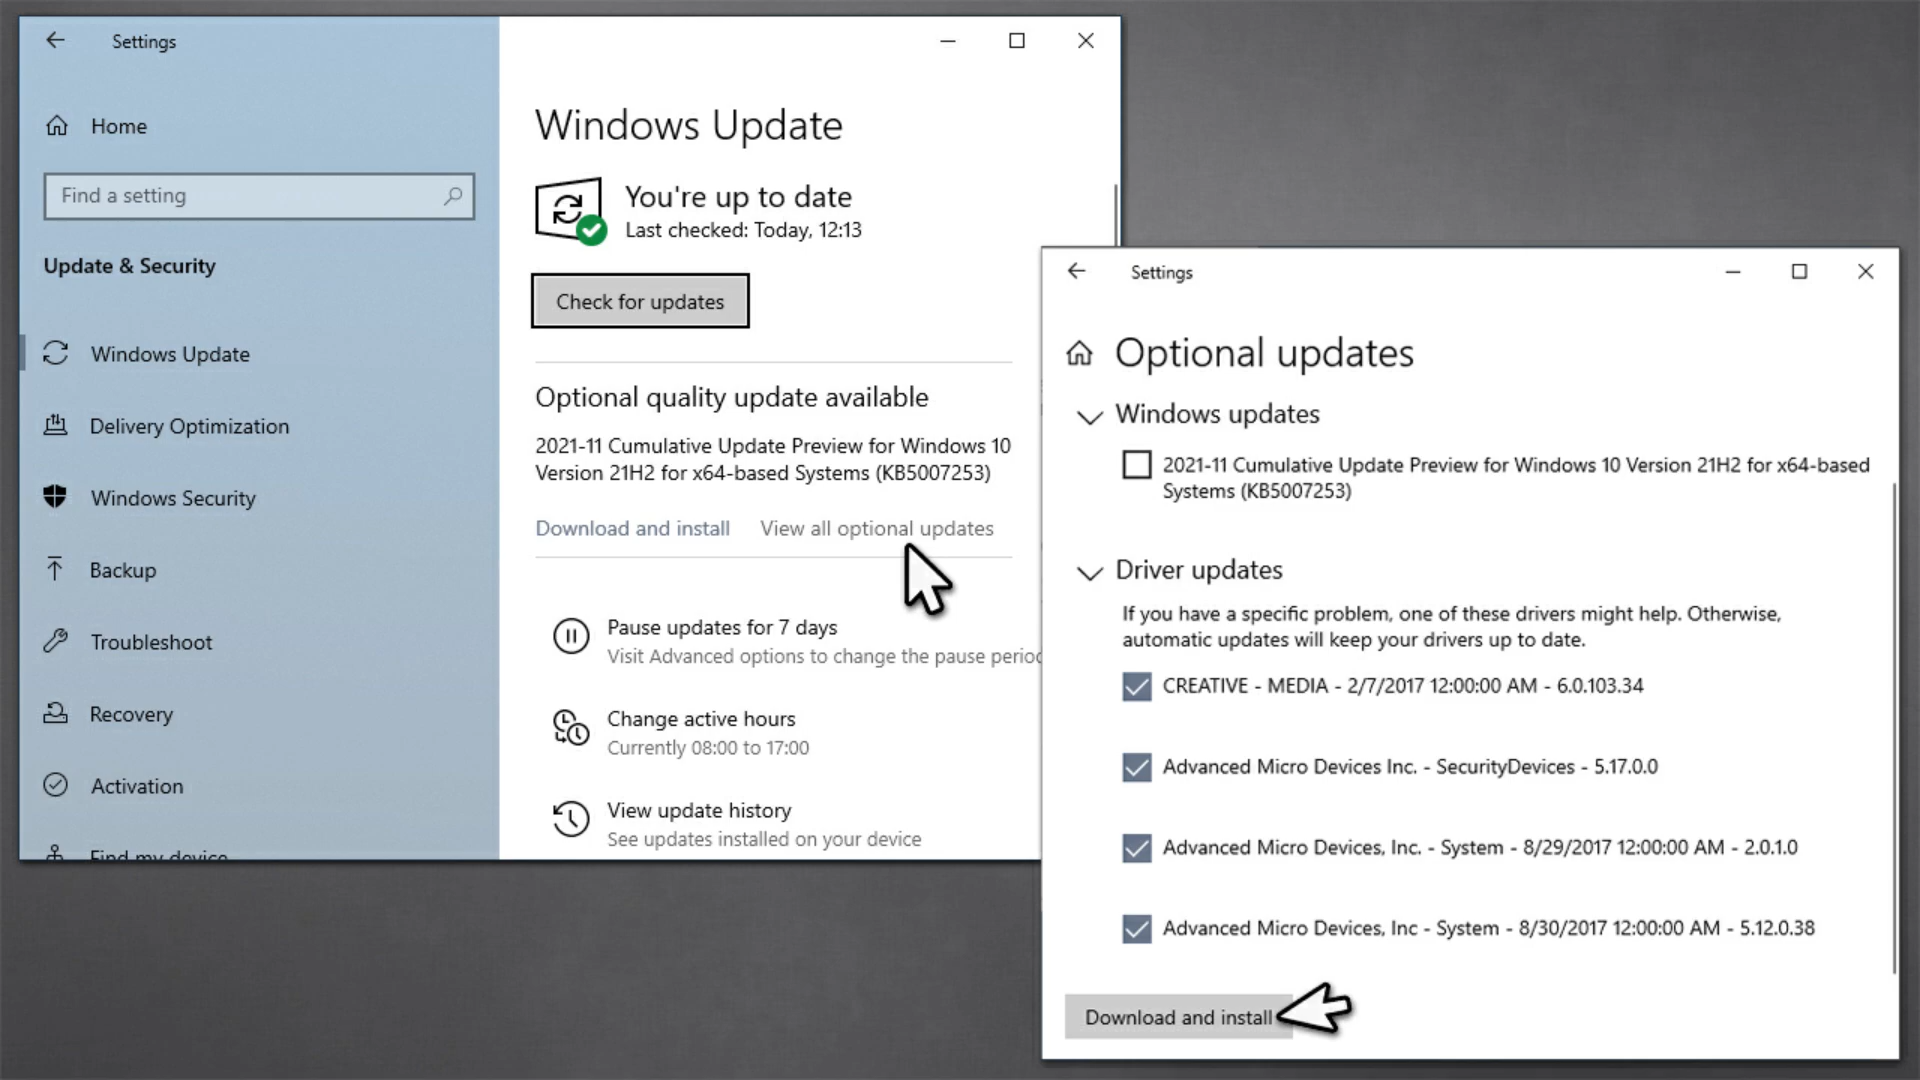 Settings
Home
Find a setting
Update & Security
Windows Update
Delivery Optimization
Windows Security
Backup
Troubleshoot
Recovery
Activation
Find my device
Windows Update
You're up to date
Last checked: Today, 12:13
Check for updates
Optional quality update available
2021-11 Cumulative Update Preview for Windows 10
Version 21H2 for x64-based Systems (KB5007253)
Download and install View all optional updates
Pause updates for 7 days
Visit Advanced options to change the pause perio
Change active hours
Currently 08:00 to 17:00
View update history
See updates installed on your device
Settings
Optional updates
Windows updates
2021-11 Cumulative Update Preview for Windows 10 Version 21H2 for x64-based
Systems (KB5007253)
Driver updates
If you have a specific problem, one of these drivers might help. Otherwise,
automatic updates will keep your drivers up to date.
CREATIVE - MEDIA - 2/7/2017 12:00:00 AM - 6.0.103.34
Advanced Micro Devices Inc. - SecurityDevices - 5.17.0.0
Advanced Micro Devices, Inc. - System - 8/29/2017 12:00:00 AM - 2.0.1.0
Advanced Micro Devices, Inc - System - 8/30/2017 12:00:00 AM - 5.12.0.38
Download and install